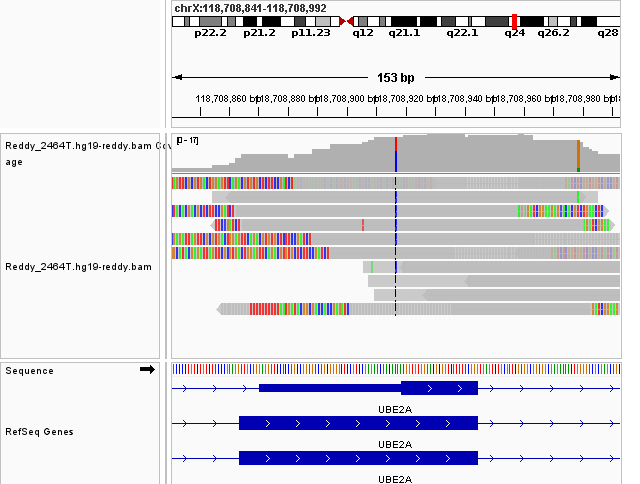 chrX:118,708,841-118,708,992
p22.2 p21.2 p11.23 q12 q21.1 q22.1 q24 q26.2 q28
153 bp
118,708,860 bp 118,708,880 bp 118,708,900 bp 118,708,920 bp 118,708,940 bp 118,708,960 bp 118,708,980 bp
Reddy_2464T.hg19-reddy.bam Cov
age
[0 - 17]
Reddy_2464T.hg19-reddy.bam
Sequence
UBE2A
RefSeq Genes
UBE2A
UBE2A